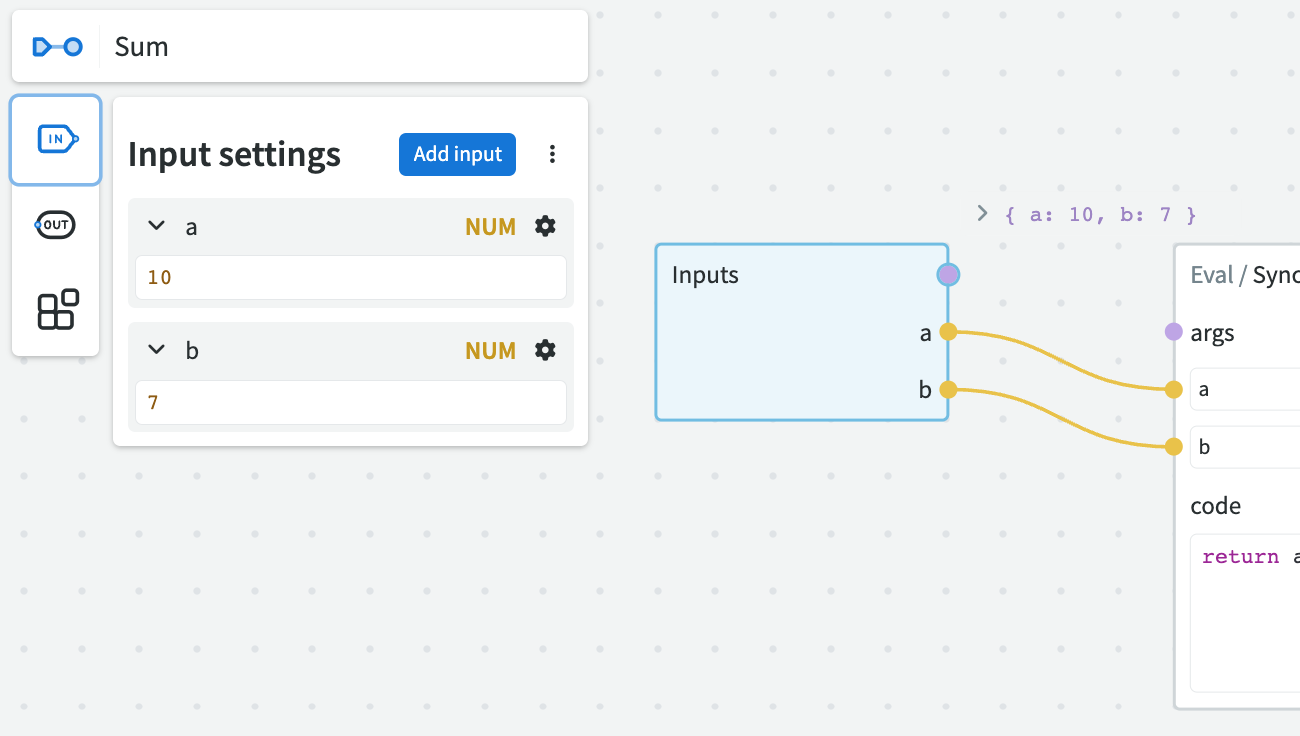 Sum
IN
Input settings
Add input
a NUM
10
b NUM
7
OUT
{ a: 10, b: 7 }
Inputs
a
b
Eval / Sync
args
a
b
code
return a